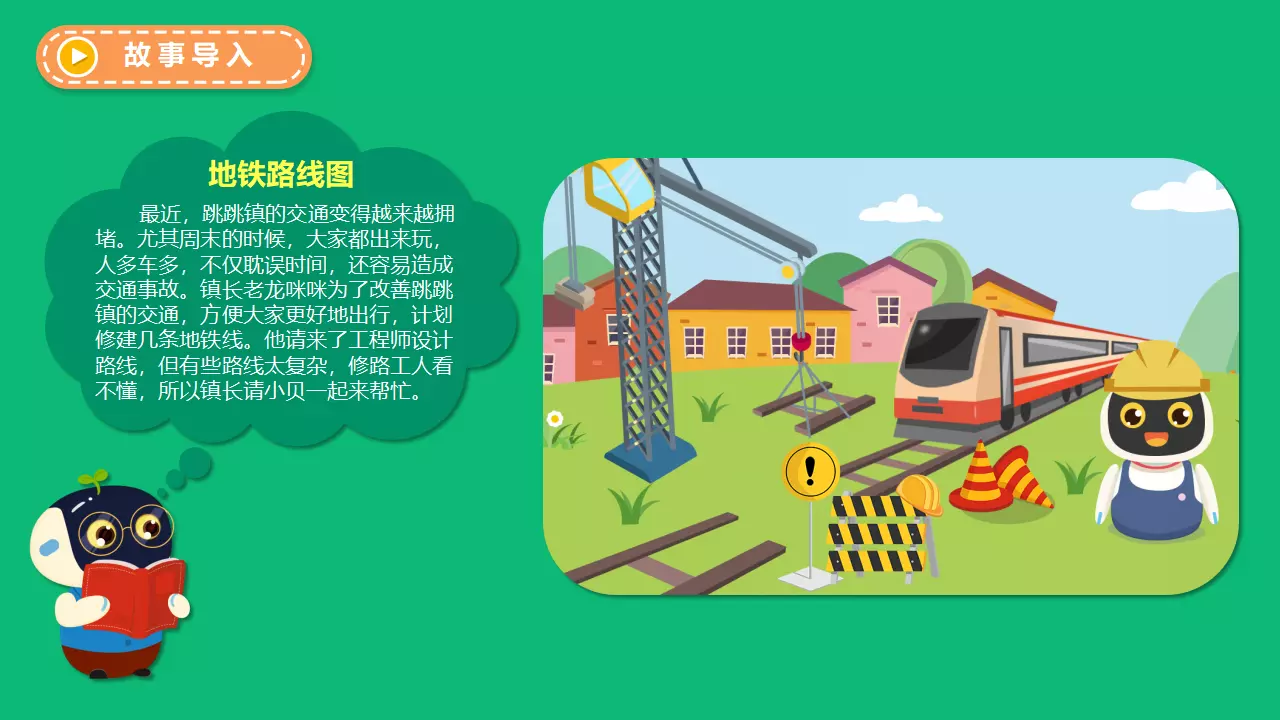 故事导入
地铁路线图
最近，跳跳镇的交通变得越来越拥
堵。尤其周末的时候，大家都出来玩，
人多车多，不仅耽误时间，还容易造成
交通事故。镇长老龙咪咪为了改善跳跳
镇的交通，方便大家更好地出行，计划
修建几条地铁线。他请来了工程师设计
路线，但有些路线太复杂，修路工人看
不懂，所以镇长请小贝一起来帮忙。
!